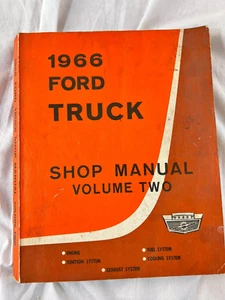 1966
FORD
TRUCK
SHOP MANUAL
VOLUME TWO
ENGINE
FUEL SYSTEM
IGNITION SYSTEM
COOLING SYSTEM
EXHAUST SYSTEM